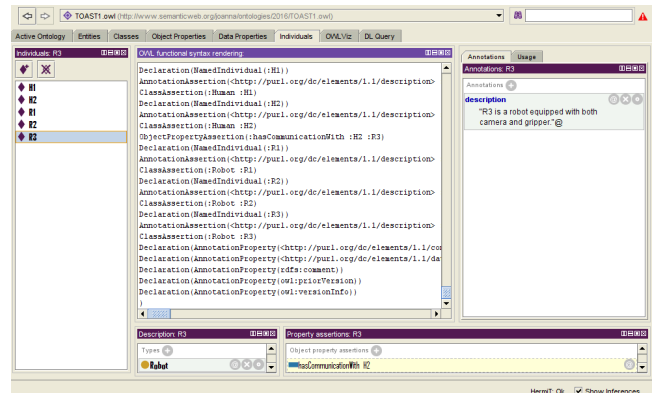 TOAST1.owl (http://www.semanticweb.org/joanna/ontologies/2016/TOAST1.owl)
Active Ontology Entities Classes Object Properties Data Properties Individuals OWLViz DL Query
Individuals: R3
H1
H2
R1
R2
R3
OWL functional syntax rendering:
Declaration(NamedIndividual(:H1))
AnnotationAssertion(<http://purl.org/dc/elements/1.1/description>
ClassAssertion(:Human :H1)
Declaration(NamedIndividual(:H2))
AnnotationAssertion(<http://purl.org/dc/elements/1.1/description>
ClassAssertion(:Human :H2)
ObjectPropertyAssertion(:hasCommunicationWith :H2 :R3)
Declaration(NamedIndividual(:R1))
AnnotationAssertion(<http://purl.org/dc/elements/1.1/description>
ClassAssertion(:Robot :R1)
Declaration(NamedIndividual(:R2))
AnnotationAssertion(<http://purl.org/dc/elements/1.1/description>
ClassAssertion(:Robot :R2)
Declaration(NamedIndividual(:R3))
AnnotationAssertion(<http://purl.org/dc/elements/1.1/description>
ClassAssertion(:Robot :R3)
Declaration(AnnotationProperty(<http://purl.org/dc/elements/1.1/con
Declaration(AnnotationProperty(<http://purl.org/dc/elements/1.1/da
Declaration(AnnotationProperty(rdfs:comment))
Declaration(AnnotationProperty(owl:priorVersion))
Declaration(AnnotationProperty(owl:versionInfo))
)
Annotations Usage
Annotations: R3
Annotations
description
"R3 is a robot equipped with both
camera and gripper."@
Description: R3
Types
Robot
Property assertions: R3
Object property assertions
hasCommunicationWith H2
HermiT: Ok Show Inferences